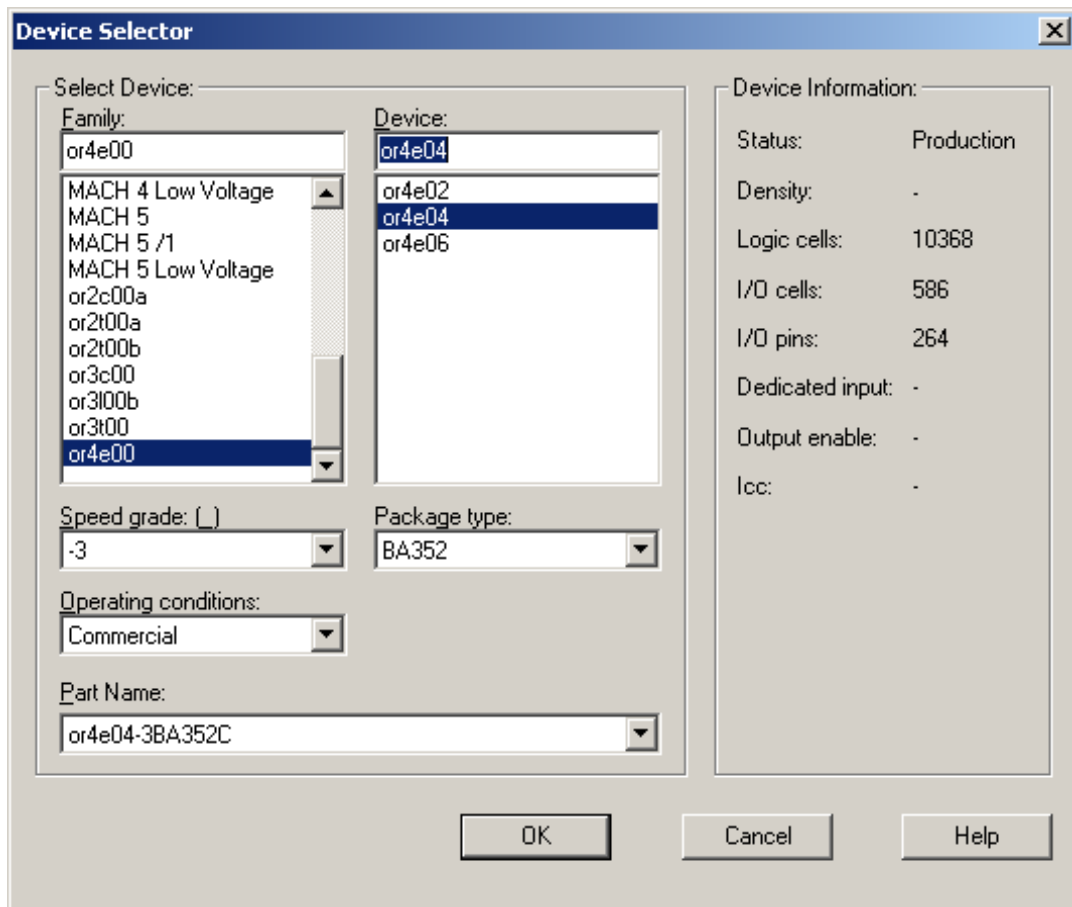 Device Selector
Select Device:
Family:
or4e00
MACH 4 Low Voltage
MACH 5
MACH 5 /1
MACH 5 Low Voltage
or2c00a
or2t00a
or2t00b
or3c00
or3l00b
or3t00
or4e00
Device:
or4e04
or4e02
or4e04
or4e06
Speed grade: (_)
-3
Package type:
BA352
Operating conditions:
Commercial
Part Name:
or4e04-3BA352C
Device Information:
Status: Production
Density: -
Logic cells: 10368
I/O cells: 586
I/O pins: 264
Dedicated input: -
Output enable: -
Icc: -
OK Cancel Help